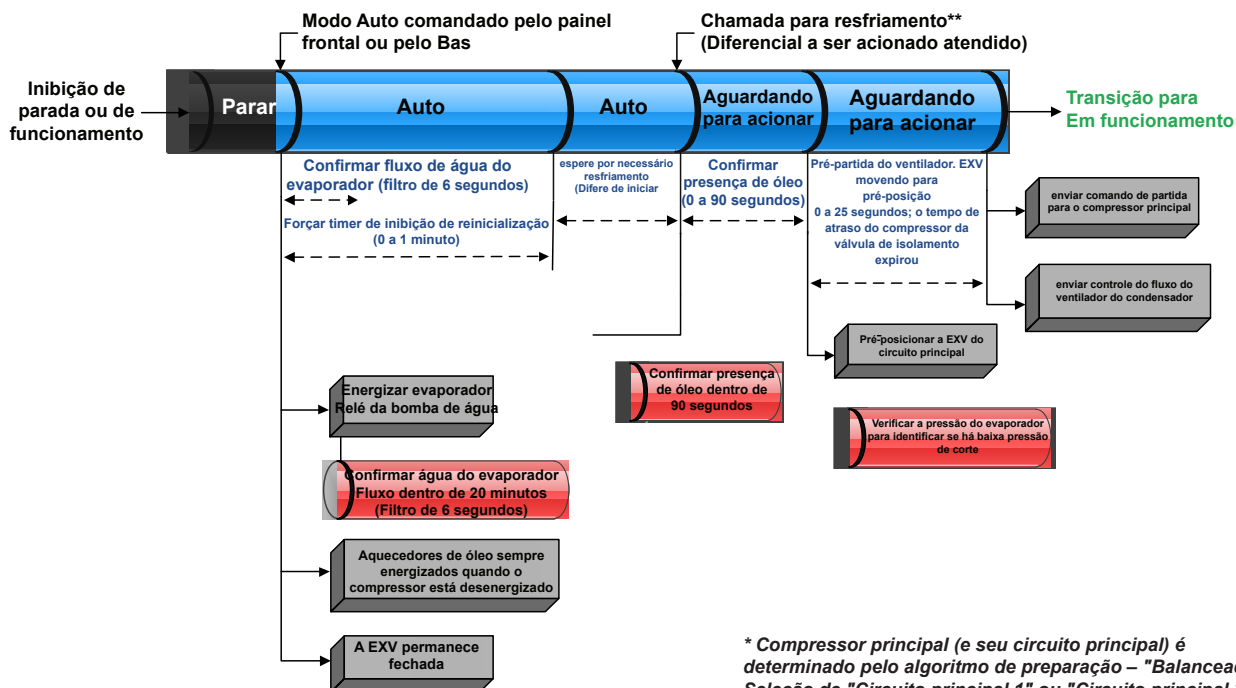 Modo Auto comandado pelo painel
frontal ou pelo Bas
Chamada para resfriamento**
(Diferencial a ser acionado atendido)
Inibição de
parada ou de
funcionamento
Parar
Auto
Auto
Aguardando
para acionar
Aguardando
para acionar
Transição para
Em funcionamento
Confirmar fluxo de água do
evaporador (filtro de 6 segundos)
Forçar timer de inibição de reinicialização
(0 a 1 minuto)
espere por necessário
resfriamento
(Difere de iniciar
Confirmar
presença de óleo
(0 a 90 segundos)
Pré-partida do ventilador. EXV
movendo para
pré-posição
0 a 25 segundos; o tempo de
atraso do compressor da
válvula de isolamento
expirou
enviar comando de partida
para o compressor principal
enviar controle do fluxo do
ventilador do condensador
Pré-posicionar a EXV do
circuito principal
Energizar evaporador
Relé da bomba de água
Confirmar presença
de óleo dentro de
90 segundos
Verificar a pressão do evaporador
para identificar se há baixa pressão
de corte
Confirmar água do evaporador
Fluxo dentro de 20 minutos
(Filtro de 6 segundos)
Aquecedores de óleo sempre
energizados quando o
compressor está desenergizado
A EXV permanece
fechada
* Compressor principal (e seu circuito principal) é
determinado pelo algoritmo de preparação – "Balancead
Seleção de "Circuito principal 1" ou "Circuito principal